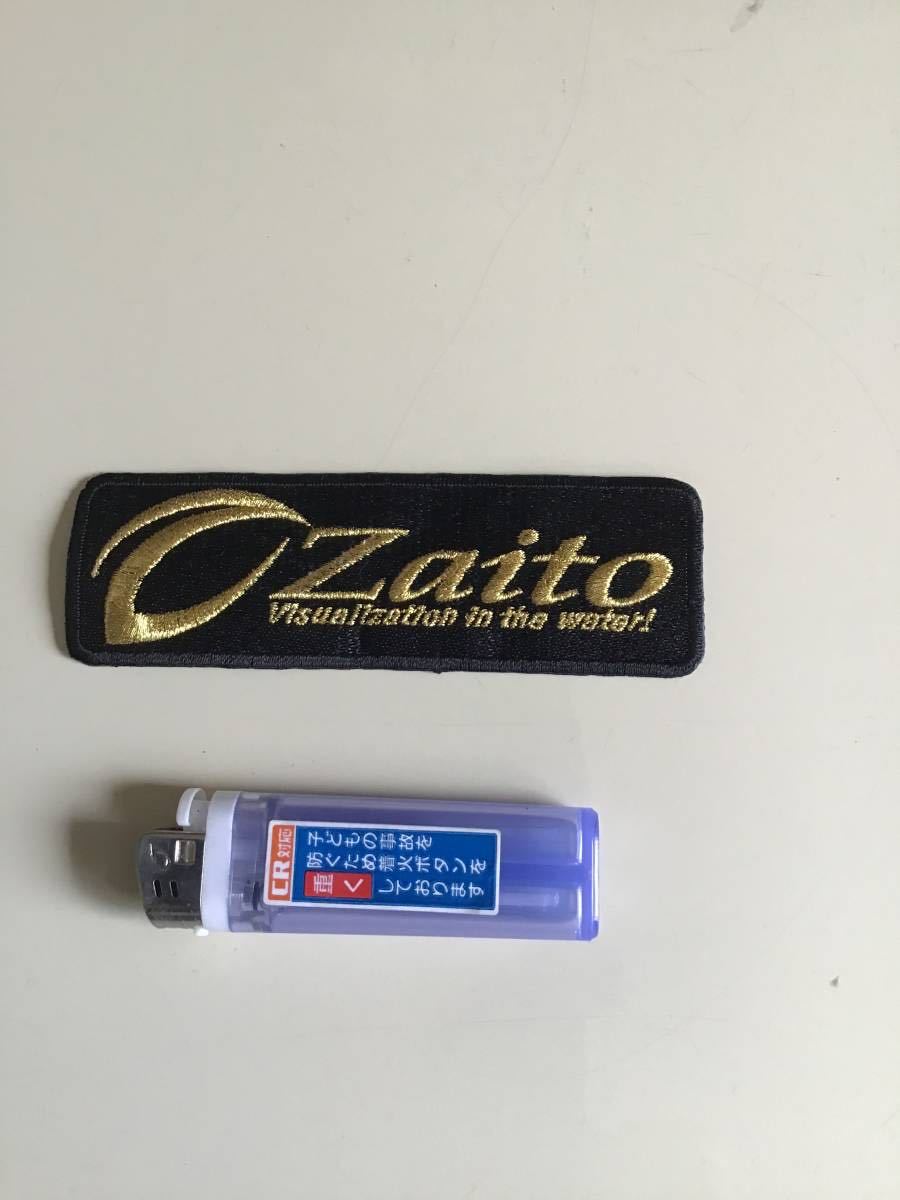 Zaito
Visualization in the water!
CR対応
子どもの事故を
防ぐため着火ボタンを
重くしております